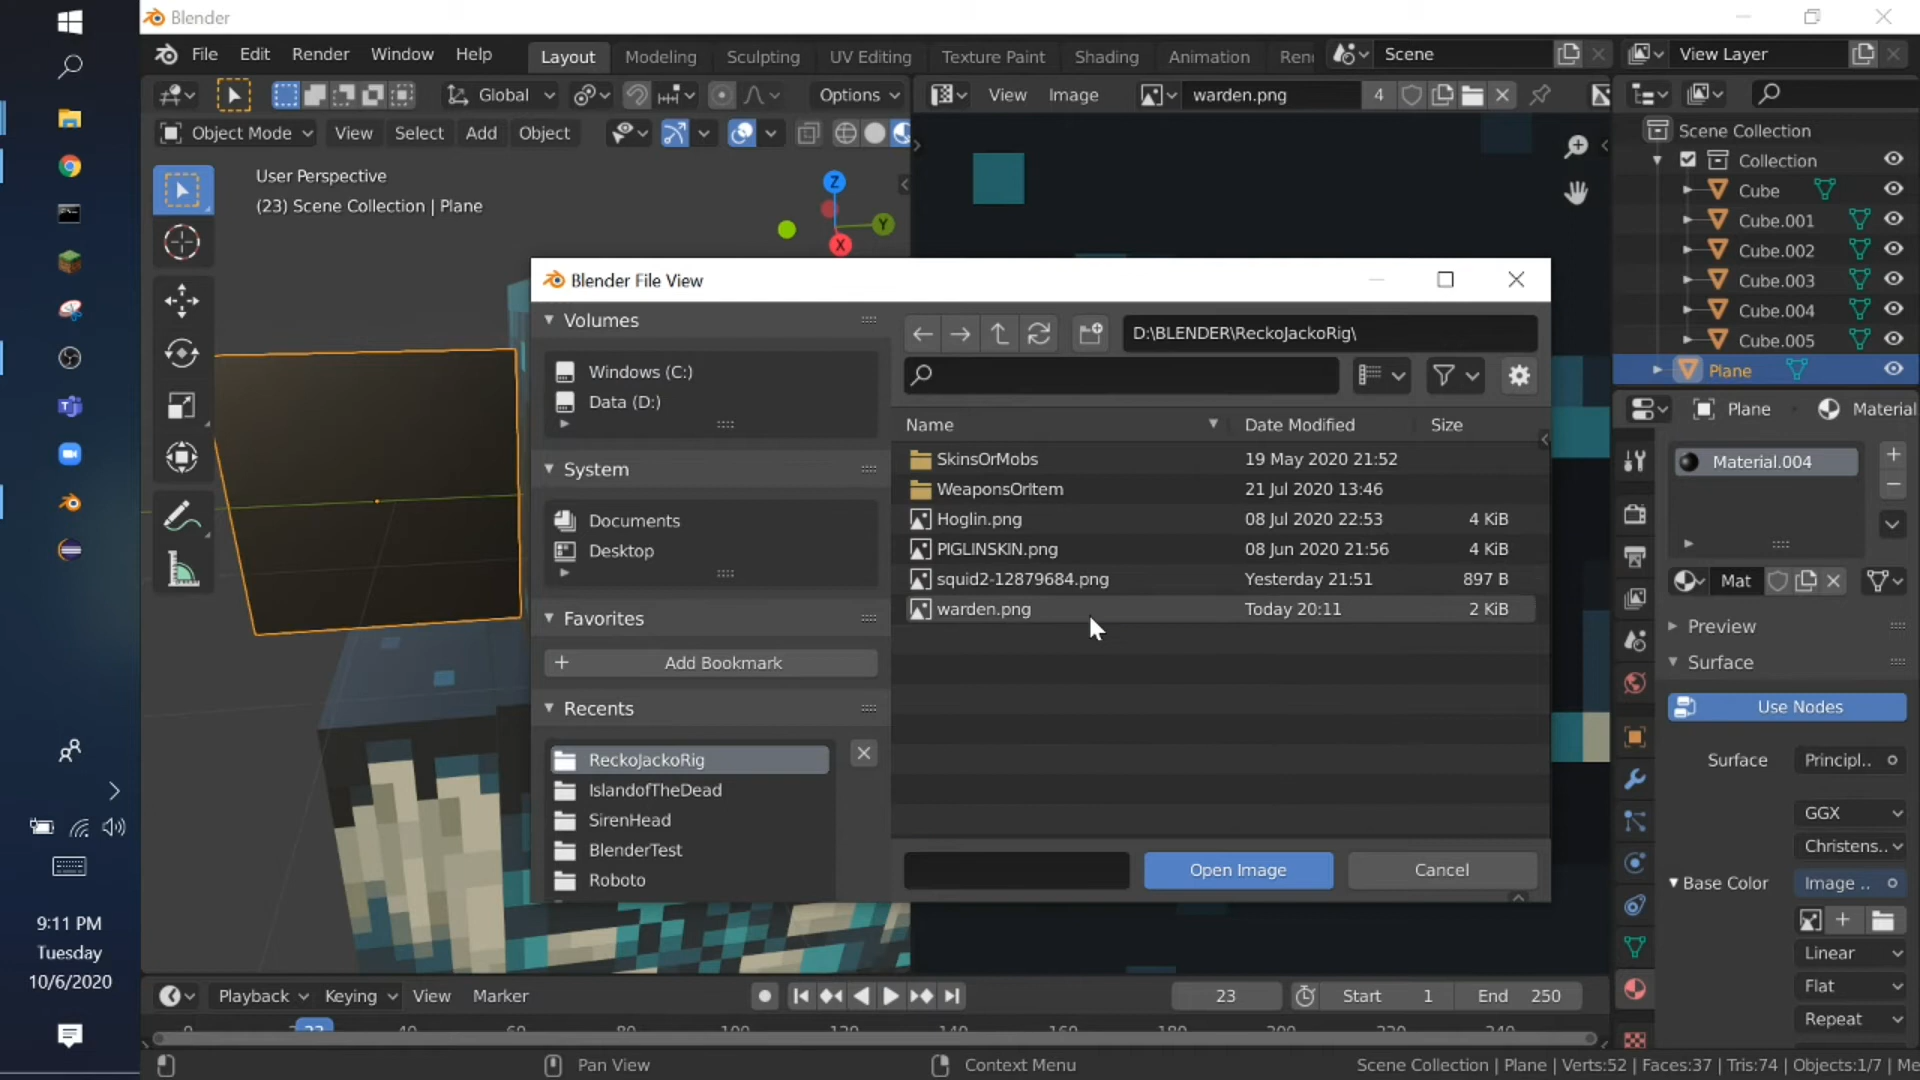 Blender
File Edit Render Window Help Layout Modeling Sculpting UV Editing Texture Paint Shading Animation Scene View Layer
Global Options View Image warden.png 4
Object Mode View Select Add Object
User Perspective
(23) Scene Collection | Plane
Z
Y
X
Scene Collection
Collection
Cube
Cube.001
Cube.002
Cube.003
Cube.004
Cube.005
Plane
Blender File View
Volumes
Windows (C:)
Data (D:)
System
Documents
Desktop
Favorites
Add Bookmark
Recents
ReckoJackoRig
IslandofTheDead
SirenHead
BlenderTest
Roboto
D:\BLENDER\ReckoJackoRig\
Name Date Modified Size
SkinsOrMobs 19 May 2020 21:52
WeaponsOrItem 21 Jul 2020 13:46
Hoglin.png 08 Jul 2020 22:53 4 KiB
PIGLINSKIN.png 08 Jun 2020 21:56 4 KiB
squid2-12879684.png Yesterday 21:51 897 B
warden.png Today 20:11 2 KiB
Open Image Cancel
Plane Material
Material.004
Mat
Preview
Surface
Use Nodes
Surface Principl..
GGX
Christens..
Base Color Image ..
Linear
Flat
Repeat
9:11 PM
Tuesday
10/6/2020
Playback Keying View Marker 23 Start 1 End 250
Pan View Context Menu Scene Collection | Plane | Verts:52 | Faces:37 | Tris:74 | Objects:1/7 | Me